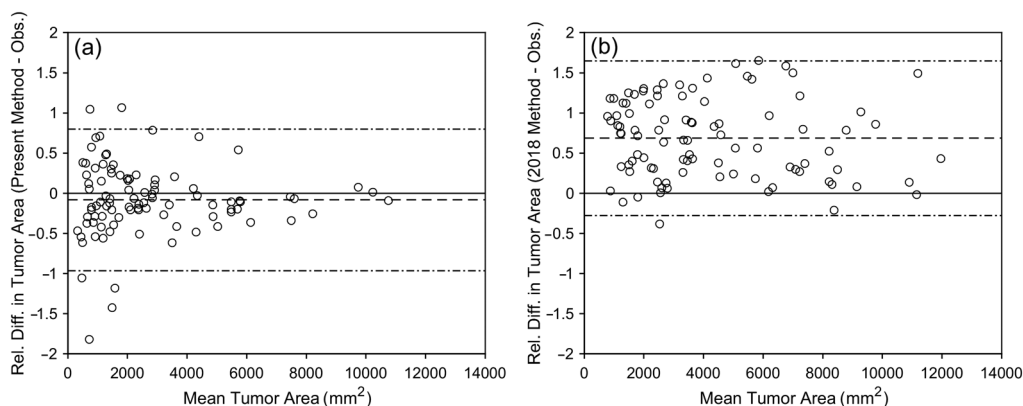 (a)
Rel. Diff. in Tumor Area (Present Method - Obs.)
2
1.5
1
0.5
0
−0.5
−1
−1.5
−2
0 2000 4000 6000 8000 10000 12000 14000
Mean Tumor Area (mm²)
(b)
Rel. Diff. in Tumor Area (2018 Method - Obs.)
2
1.5
1
0.5
0
−0.5
−1
−1.5
−2
0 2000 4000 6000 8000 10000 12000 14000
Mean Tumor Area (mm²)